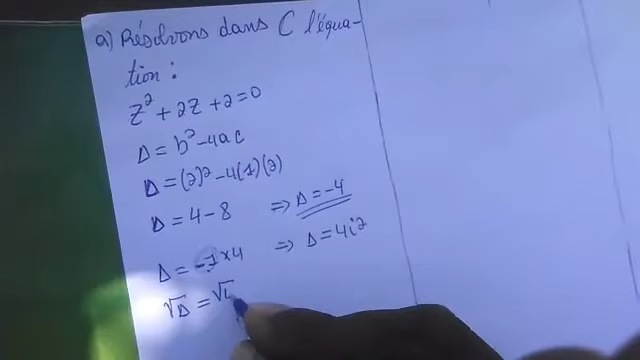 a) Résolvons dans C l'équa-
tion :
Z² + 2Z + 2 = 0
Δ = b² - 4ac
Δ = (2)² - 4(1)(2)
Δ = 4 - 8 ⇒ Δ = -4
Δ = -1 × 4 ⇒ Δ = 4i²
√Δ = √